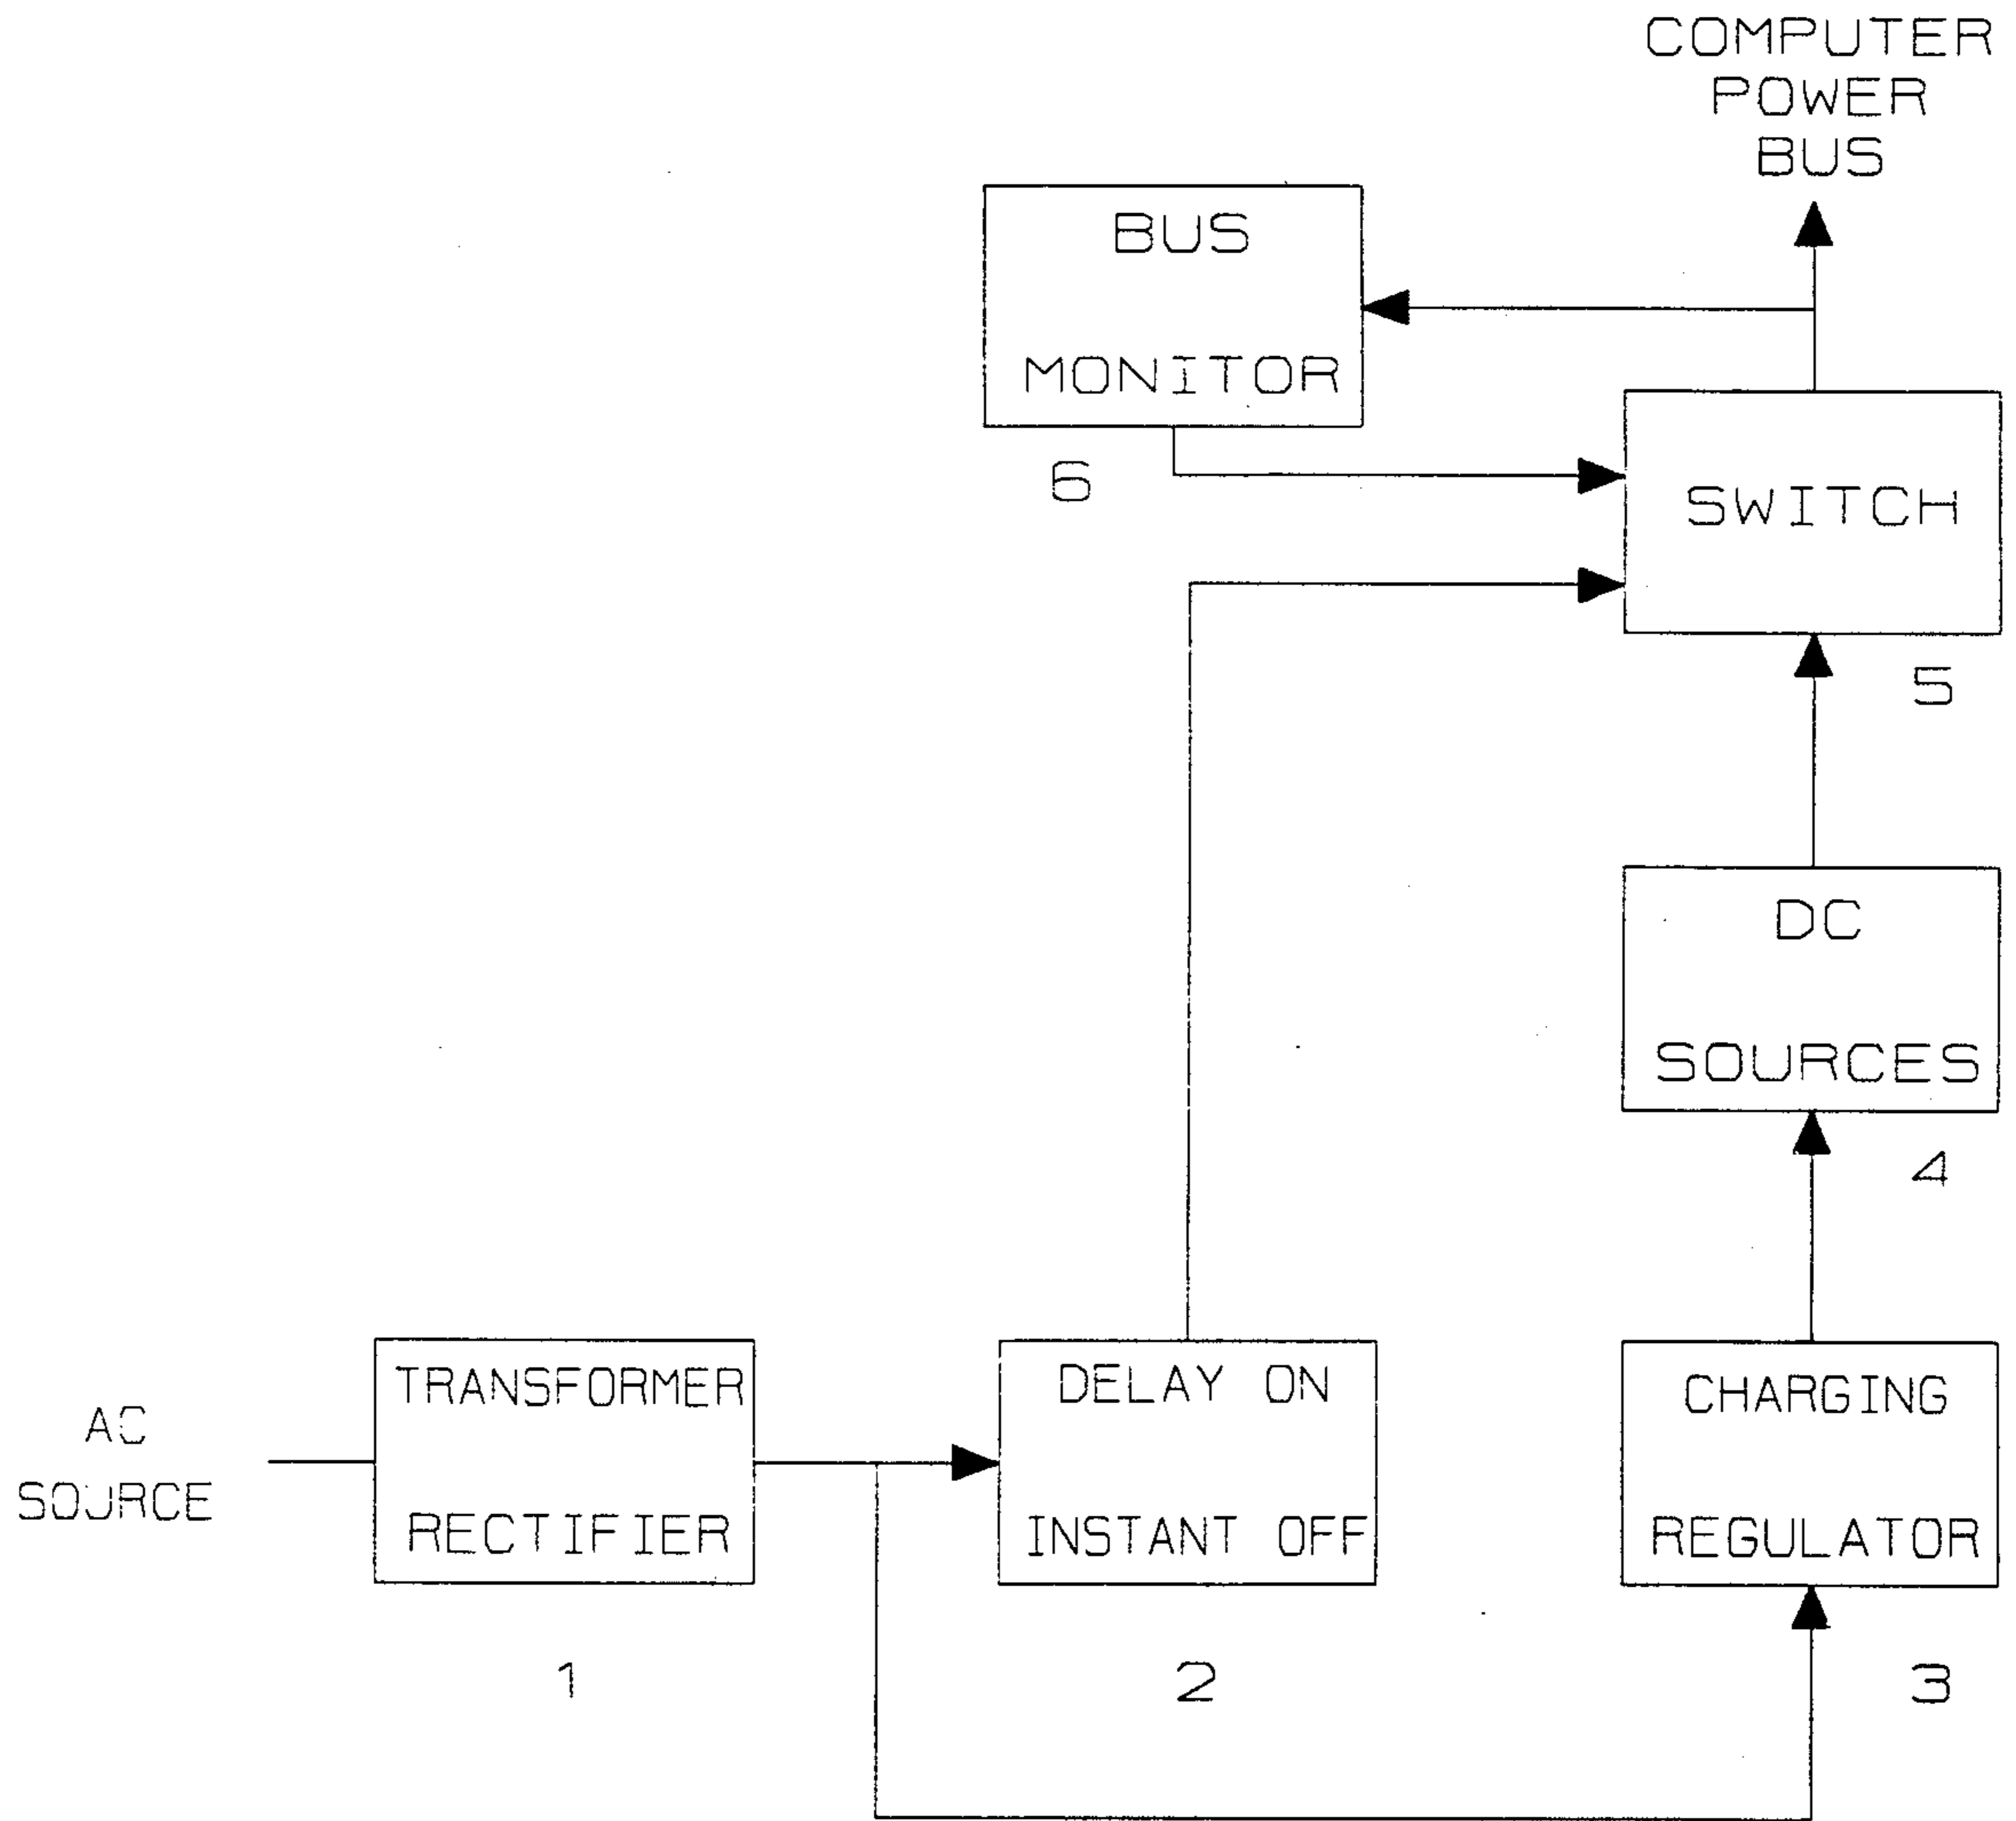 COMPUTER
POWER
BUS
BUS
MONITOR
6
SWITCH
5
DC
SOURCES
4
TRANSFORMER
RECTIFIER
1
DELAY ON
INSTANT OFF
2
CHARGING
REGULATOR
3
AC
SOURCE